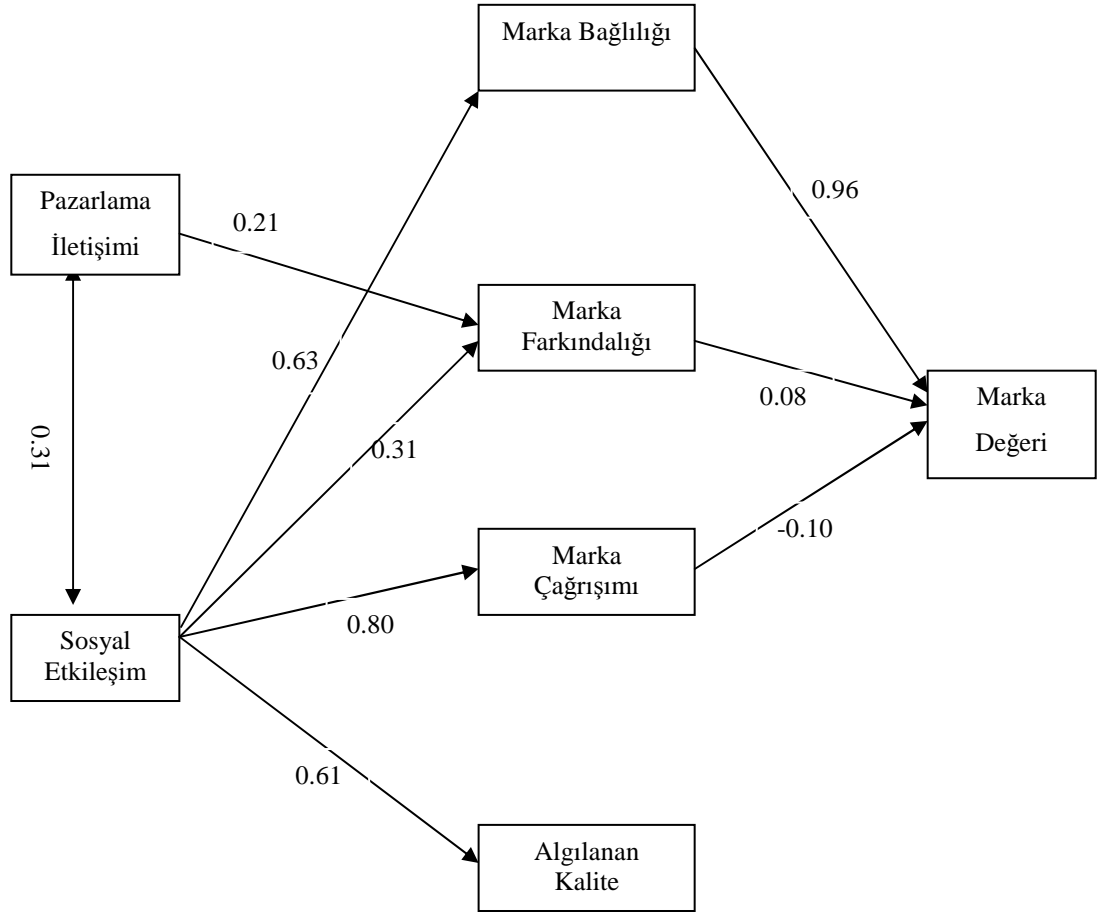 Marka Bağlılığı
0.96
Pazarlama
İletişimi
0.21
Marka
Farkındalığı
0.63
0.08
Marka
Değeri
0.31
0.31
-0.10
Marka
Çağrışımı
0.80
Sosyal
Etkileşim
0.61
Algılanan
Kalite